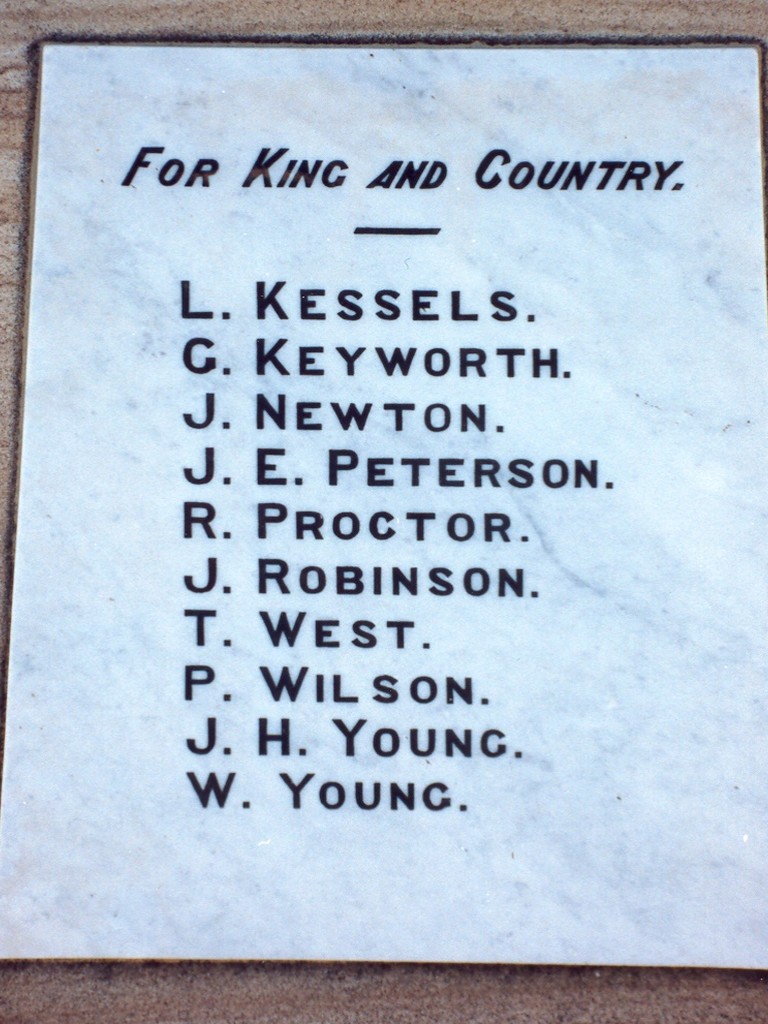 FOR KING AND COUNTRY.
L. KESSELS.
G. KEYWORTH.
J. NEWTON.
J. E. PETERSON.
R. PROCTOR.
J. ROBINSON.
T. WEST.
P. WILSON.
J. H. YOUNG.
W. YOUNG.